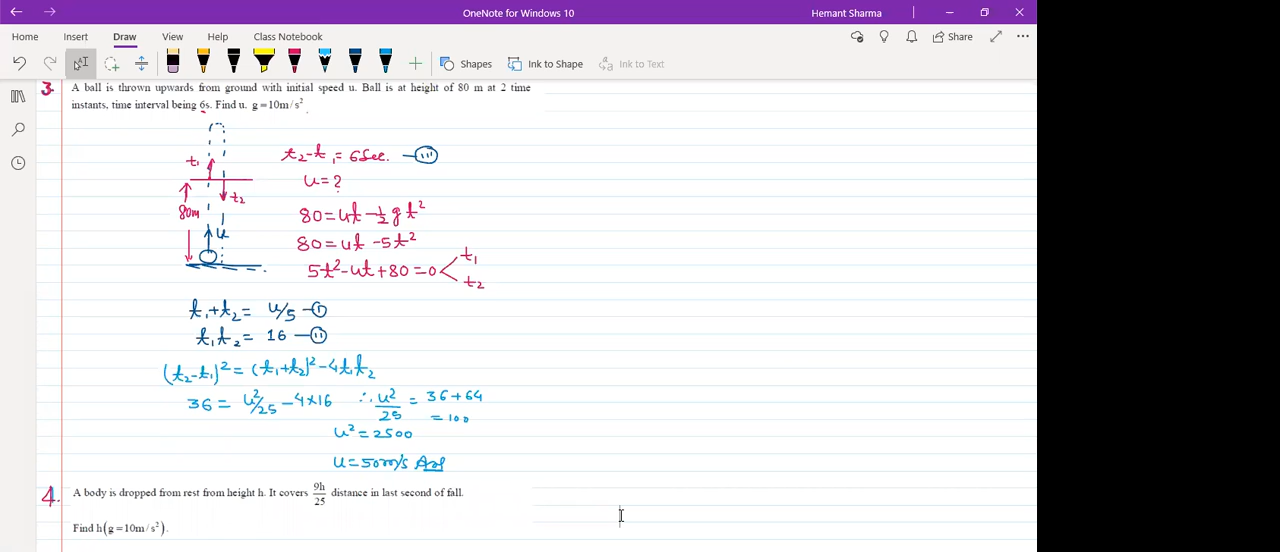 OneNote for Windows 10
Hemant Sharma
Home Insert Draw View Help Class Notebook
Share
Shapes Ink to Shape Ink to Text
3. A ball is thrown upwards from ground with initial speed u. Ball is at height of 80 m at 2 time
instants, time interval being 6s. Find u. g=10m/s²
t₁
t₂
80m
u
t₂-t₁=6Sec. —(III)
u=?
80=ut-½gt²
80=ut-5t²
5t²-ut+80=0 < t₁
t₂
t₁+t₂= u/5 —(I)
t₁t₂= 16 —(II)
(t₂-t₁)²=(t₁+t₂)²-4t₁t₂
36= u²/25 -4×16 ∴ u²/25 = 36+64
=100
u²=2500
u=50m/s Ans
4. A body is dropped from rest from height h. It covers 9h/25 distance in last second of fall.
Find h(g=10m/s²).